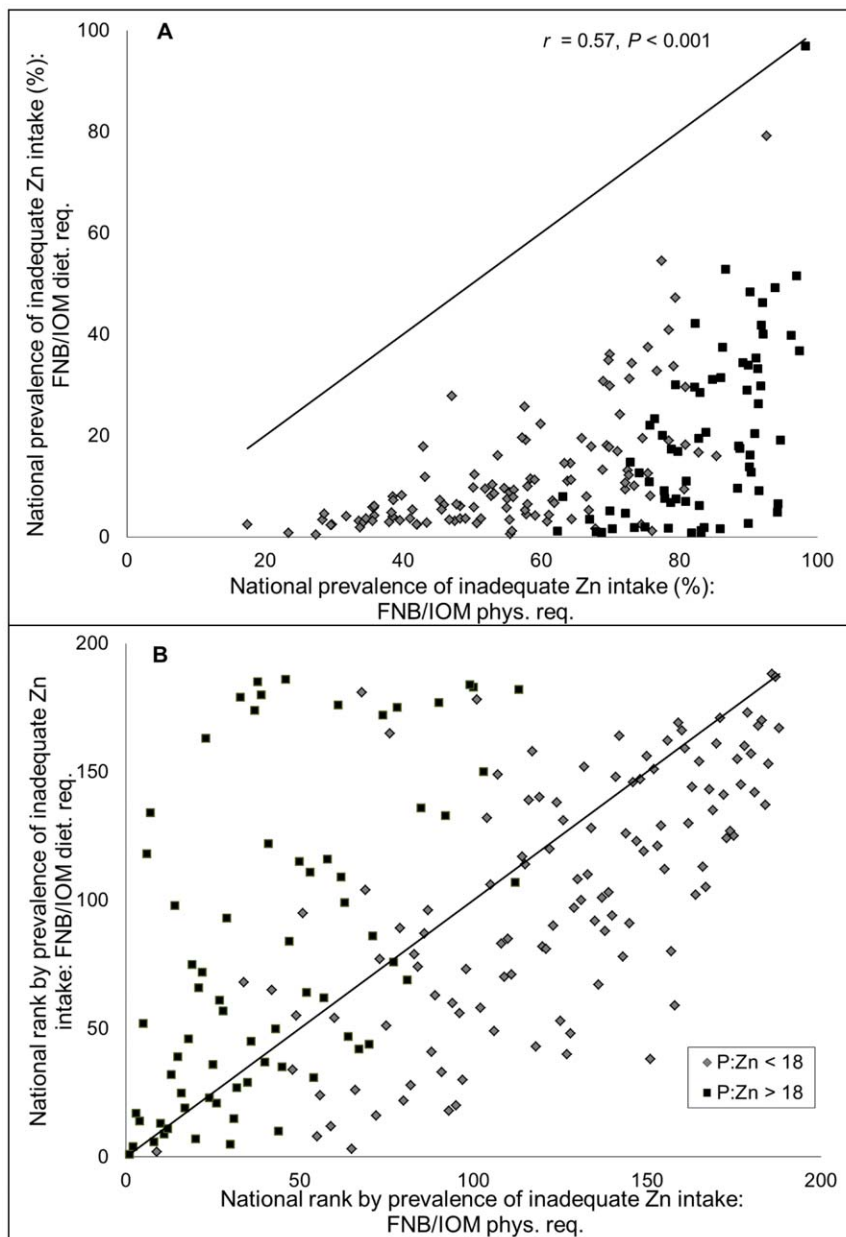 A
r = 0.57, P < 0.001
National prevalence of inadequate Zn intake (%):
FNB/IOM diet. req.
100
80
60
40
20
0
0 20 40 60 80 100
National prevalence of inadequate Zn intake (%):
FNB/IOM phys. req.
B
National rank by prevalence of inadequate Zn
intake: FNB/IOM diet. req.
200
150
100
50
0
P:Zn < 18
P:Zn > 18
0 50 100 150 200
National rank by prevalence of inadequate Zn intake:
FNB/IOM phys. req.